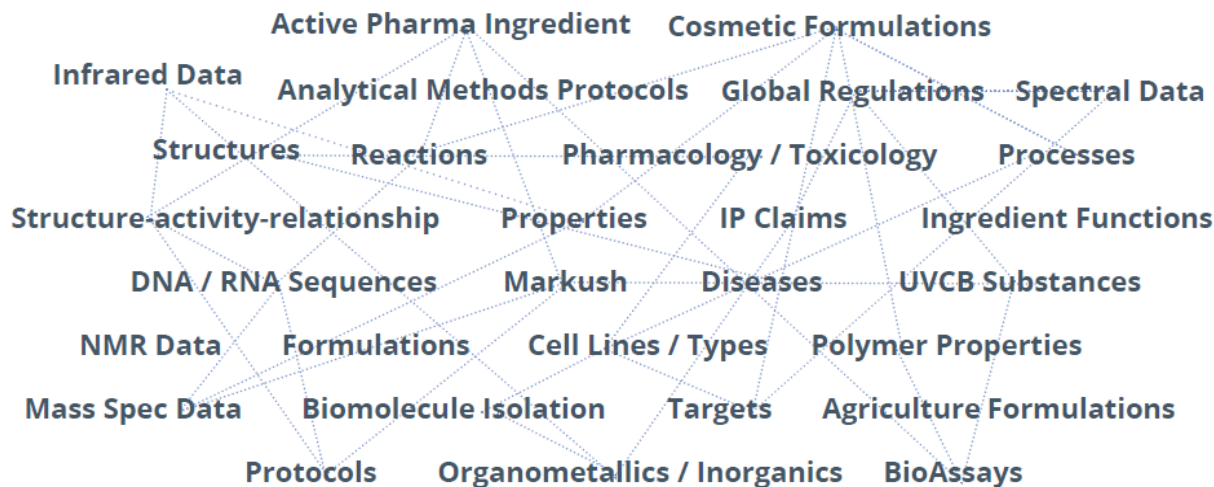 Active Pharma Ingredient
Cosmetic Formulations
Infrared Data
Analytical Methods Protocols
Global Regulations
Spectral Data
Structures
Reactions
Pharmacology / Toxicology
Processes
Structure-activity-relationship
Properties
IP Claims
Ingredient Functions
DNA / RNA Sequences
Markush
Diseases
UVCB Substances
NMR Data
Formulations
Cell Lines / Types
Polymer Properties
Mass Spec Data
Biomolecule Isolation
Targets
Agriculture Formulations
Protocols
Organometallics / Inorganics
BioAssays